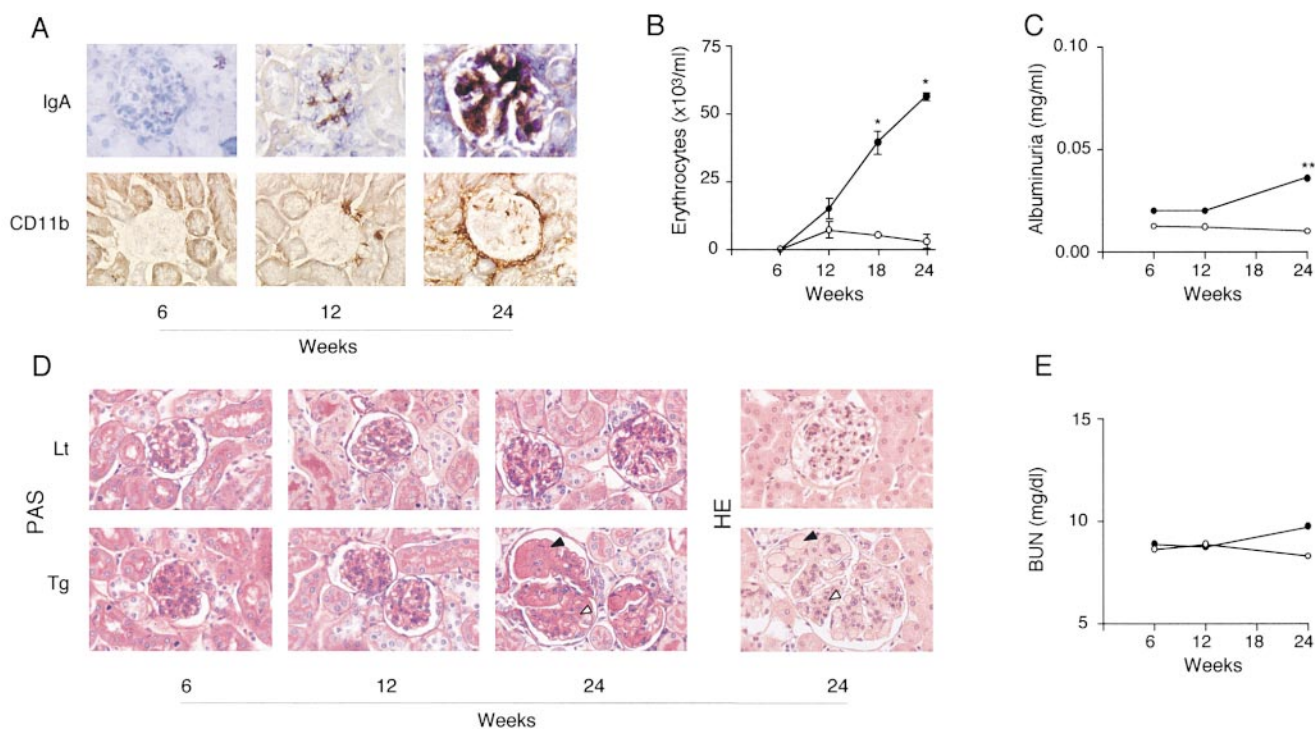 A
IgA
CD11b
6 12 24
Weeks
B
Erythrocytes (x10³/ml)
75
50
25
0
*
*
6 12 18 24
Weeks
C
Albuminuria (mg/ml)
0.10
0.05
0.00
**
6 12 18 24
Weeks
D
PAS
Lt
Tg
HE
6 12 24 24
Weeks
E
BUN (mg/dl)
15
10
5
6 12 24
Weeks